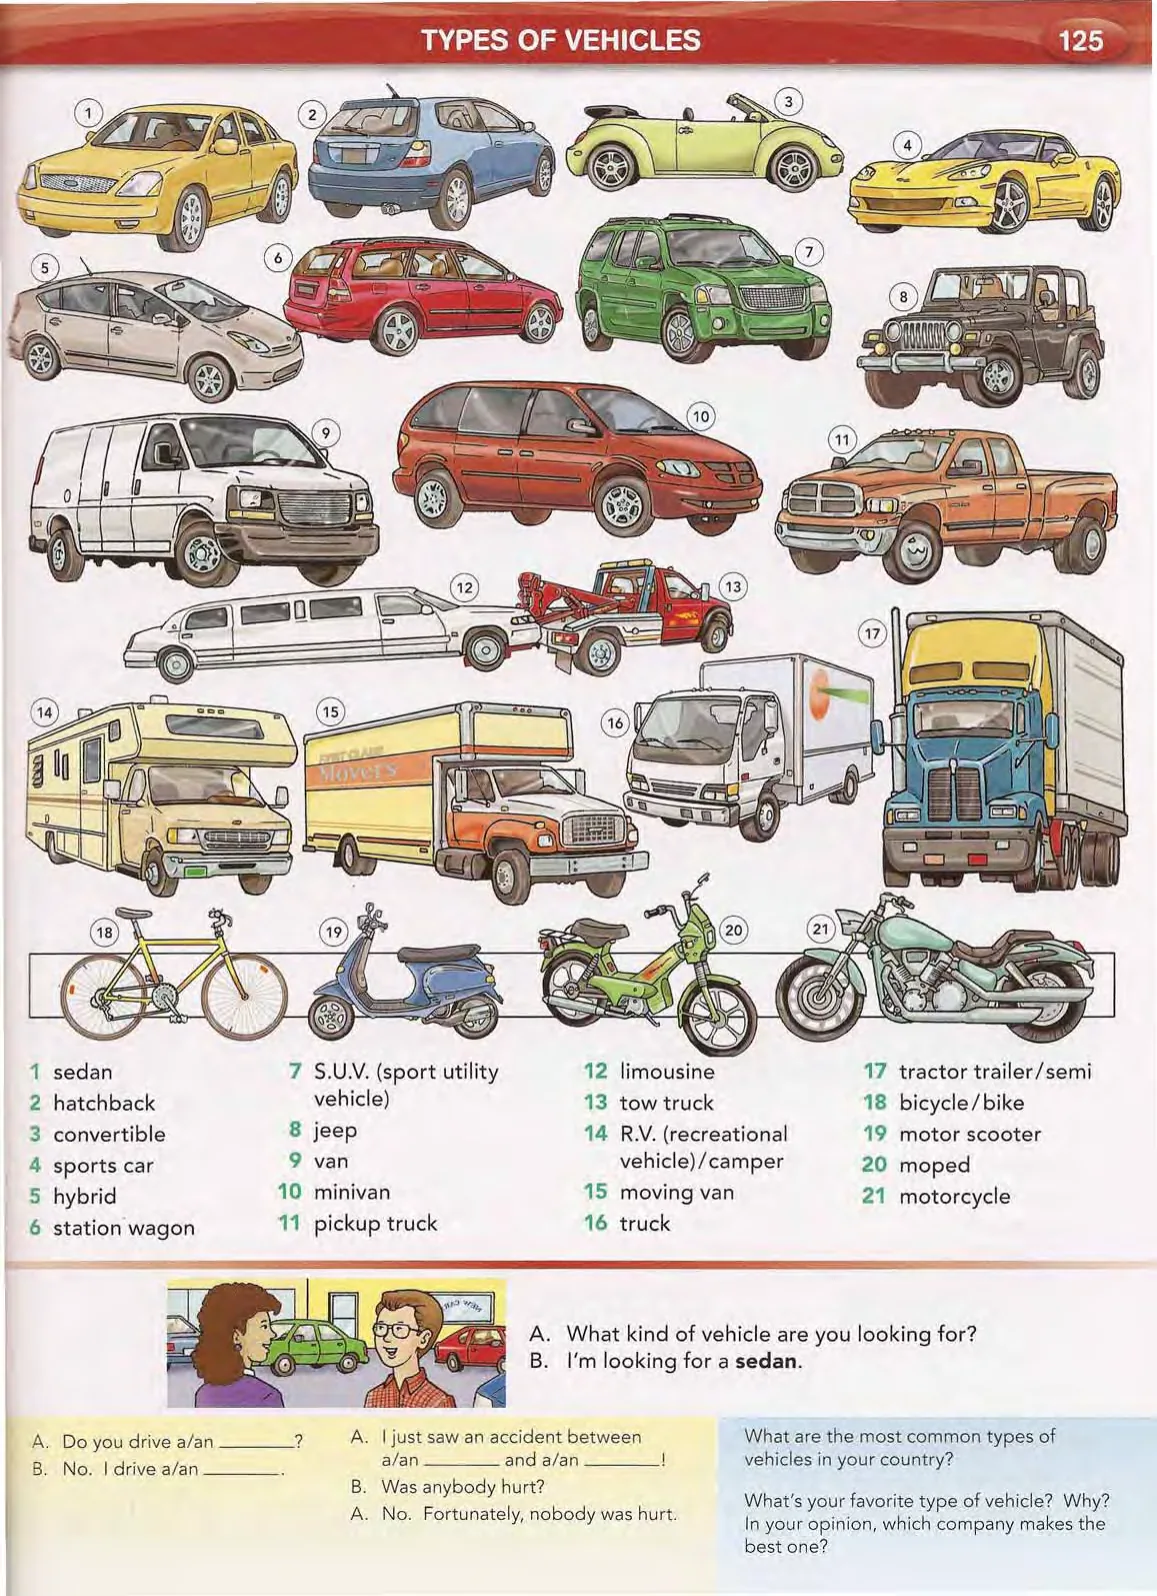 TYPES OF VEHICLES
125
1
2
3
4
5
6
7
8
9
10
11
12
13
14
15
16
17
18
19
20
21
FIRST CLASS
Movers
1 sedan
2 hatchback
3 convertible
4 sports car
5 hybrid
6 station wagon
7 S.U.V. (sport utility
vehicle)
8 jeep
9 van
10 minivan
11 pickup truck
12 limousine
13 tow truck
14 R.V. (recreational
vehicle)/camper
15 moving van
16 truck
17 tractor trailer/semi
18 bicycle/bike
19 motor scooter
20 moped
21 motorcycle
A. What kind of vehicle are you looking for?
B. I'm looking for a sedan.
A. Do you drive a/an ________?
B. No. I drive a/an ________.
A. I just saw an accident between
a/an ________ and a/an ________!
B. Was anybody hurt?
A. No. Fortunately, nobody was hurt.
What are the most common types of
vehicles in your country?
What's your favorite type of vehicle? Why?
In your opinion, which company makes the
best one?